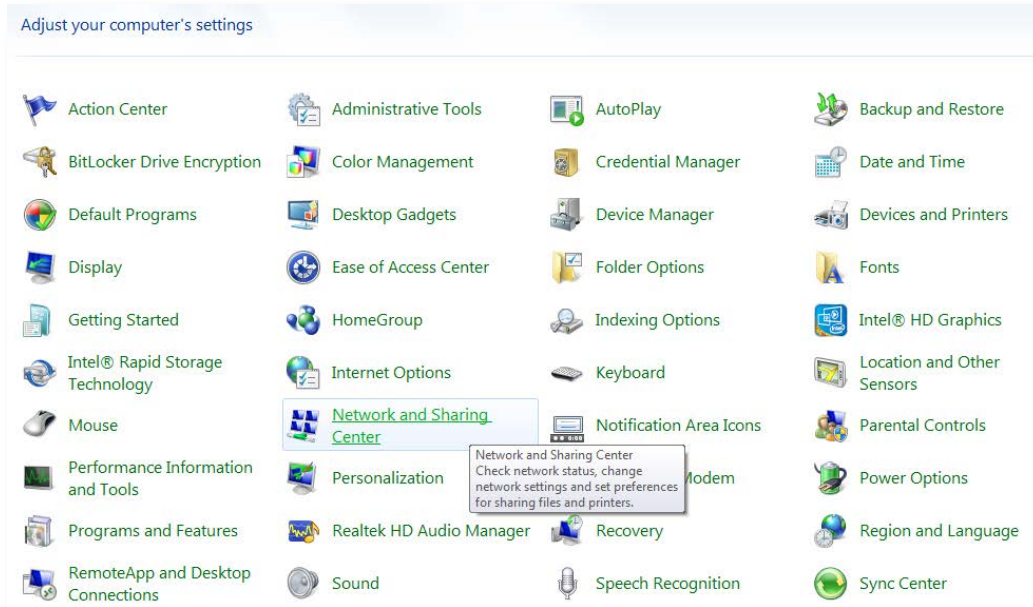 Adjust your computer's settings
Action Center
Administrative Tools
AutoPlay
Backup and Restore
BitLocker Drive Encryption
Color Management
Credential Manager
Date and Time
Default Programs
Desktop Gadgets
Device Manager
Devices and Printers
Display
Ease of Access Center
Folder Options
Fonts
Getting Started
HomeGroup
Indexing Options
Intel® HD Graphics
Intel® Rapid Storage
Technology
Internet Options
Keyboard
Location and Other
Sensors
Mouse
Network and Sharing
Center
Notification Area Icons
Parental Controls
Performance Information
and Tools
Personalization
Network and Sharing Center
Check network status, change
network settings and set preferences
for sharing files and printers.
Modem
Power Options
Programs and Features
Realtek HD Audio Manager
Recovery
Region and Language
RemoteApp and Desktop
Connections
Sound
Speech Recognition
Sync Center